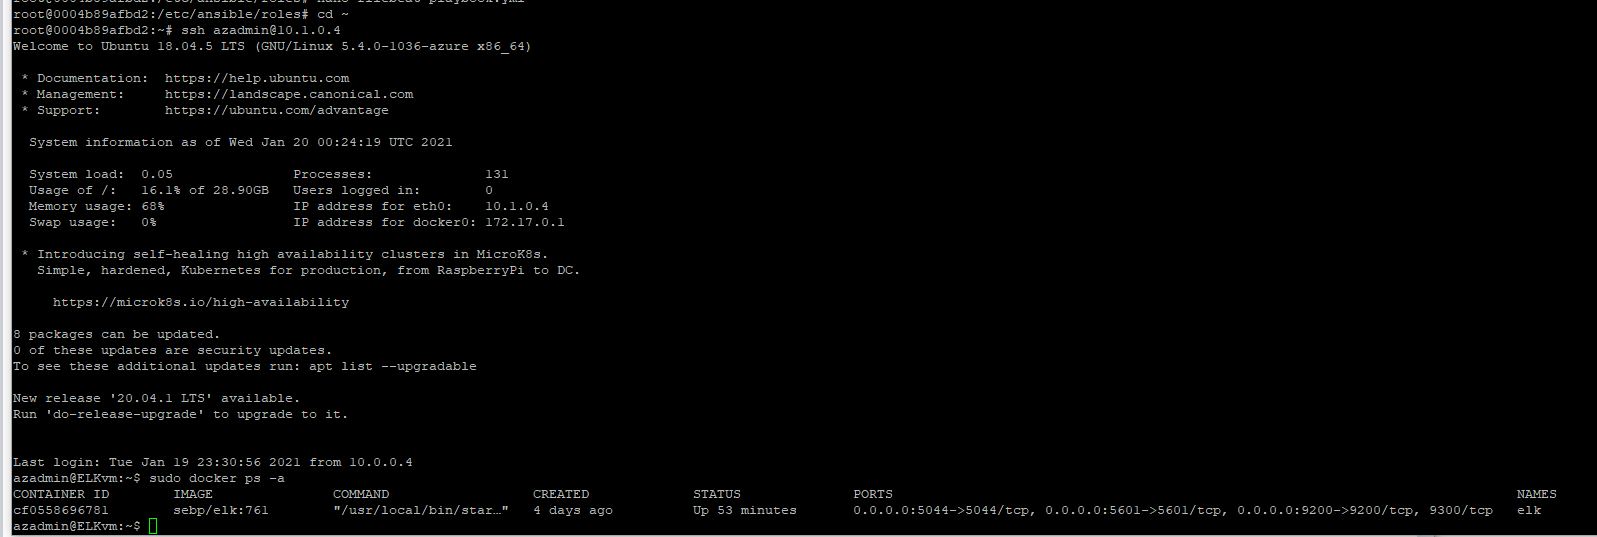 root@0004b89afbd2:/etc/ansible/roles# nano filebeat-playbook.yml
root@0004b89afbd2:/etc/ansible/roles# cd ~
root@0004b89afbd2:~# ssh azadmin@10.1.0.4
Welcome to Ubuntu 18.04.5 LTS (GNU/Linux 5.4.0-1036-azure x86_64)
* Documentation:  https://help.ubuntu.com
* Management:     https://landscape.canonical.com
* Support:        https://ubuntu.com/advantage
System information as of Wed Jan 20 00:24:19 UTC 2021
System load:  0.05               Processes:              131
Usage of /:   16.1% of 28.90GB   Users logged in:        0
Memory usage: 68%                IP address for eth0:    10.1.0.4
Swap usage:   0%                 IP address for docker0: 172.17.0.1
* Introducing self-healing high availability clusters in MicroK8s.
Simple, hardened, Kubernetes for production, from RaspberryPi to DC.
https://microk8s.io/high-availability
8 packages can be updated.
0 of these updates are security updates.
To see these additional updates run: apt list --upgradable
New release '20.04.1 LTS' available.
Run 'do-release-upgrade' to upgrade to it.
Last login: Tue Jan 19 23:30:56 2021 from 10.0.0.4
azadmin@ELKvm:~$ sudo docker ps -a
CONTAINER ID        IMAGE               COMMAND                  CREATED             STATUS              PORTS                                                                              NAMES
cf0558696781        sebp/elk:761        "/usr/local/bin/star…"   4 days ago          Up 53 minutes       0.0.0.0:5044->5044/tcp, 0.0.0.0:5601->5601/tcp, 0.0.0.0:9200->9200/tcp, 9300/tcp   elk
azadmin@ELKvm:~$